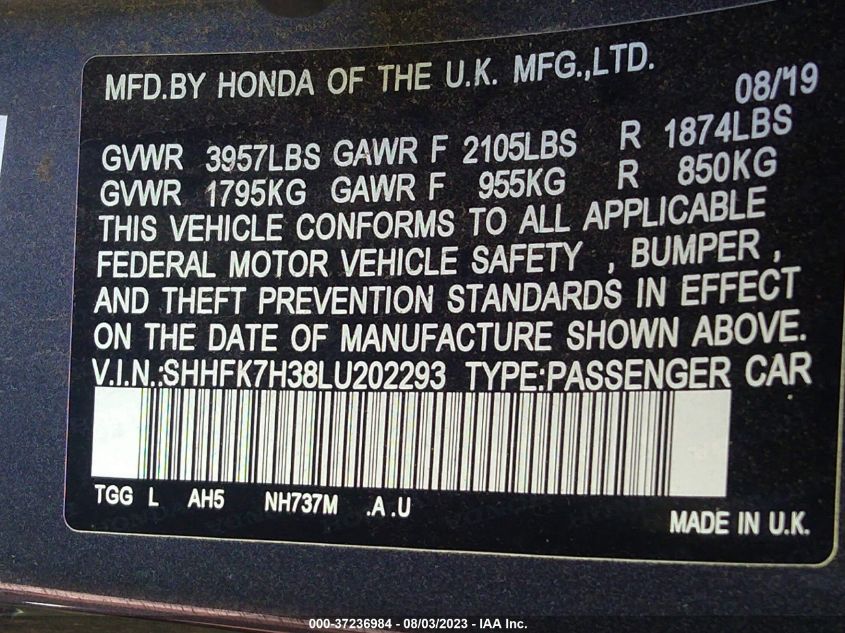 MFD.BY HONDA OF THE U.K. MFG.,LTD.
08/19
GVWR 3957LBS GAWR F 2105LBS R 1874LBS
GVWR 1795KG GAWR F 955KG R 850KG
THIS VEHICLE CONFORMS TO ALL APPLICABLE
FEDERAL MOTOR VEHICLE SAFETY , BUMPER ,
AND THEFT PREVENTION STANDARDS IN EFFECT
ON THE DATE OF MANUFACTURE SHOWN ABOVE.
V.I.N.:SHHFK7H38LU202293 TYPE:PASSENGER CAR
TGG L AH5 NH737M .A .U
MADE IN U.K.
000-37236984 - 08/03/2023 - IAA Inc.